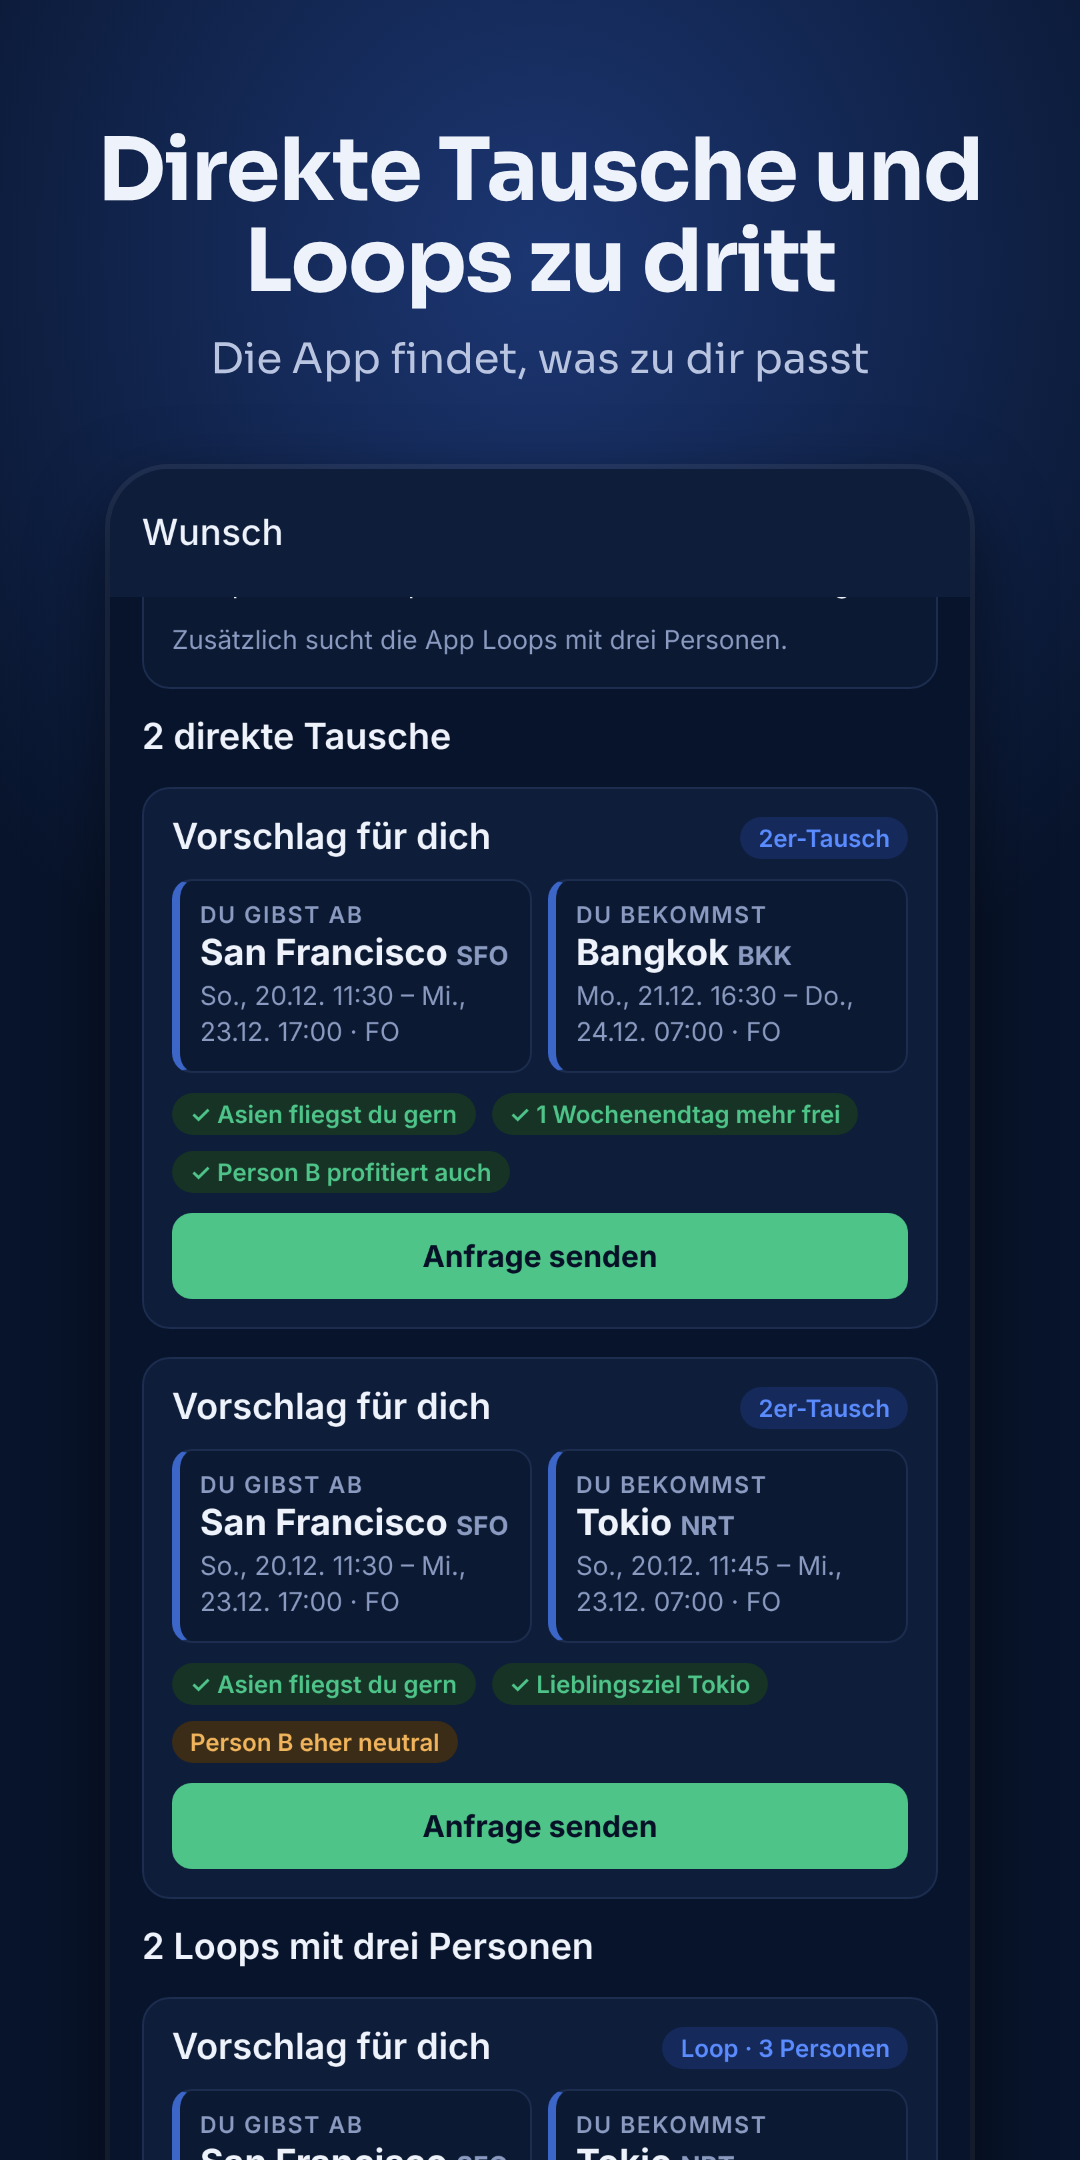 Direkte Tausche und
Loops zu dritt
Die App findet, was zu dir passt
Wunsch
Zusätzlich sucht die App Loops mit drei Personen.
2 direkte Tausche
Vorschlag für dich
2er-Tausch
DU GIBST AB
San Francisco SFO
So., 20.12. 11:30 – Mi.,
23.12. 17:00 · FO
DU BEKOMMST
Bangkok BKK
Mo., 21.12. 16:30 – Do.,
24.12. 07:00 · FO
✓ Asien fliegst du gern
✓ 1 Wochenendtag mehr frei
✓ Person B profitiert auch
Anfrage senden
Vorschlag für dich
2er-Tausch
DU GIBST AB
San Francisco SFO
So., 20.12. 11:30 – Mi.,
23.12. 17:00 · FO
DU BEKOMMST
Tokio NRT
So., 20.12. 11:45 – Mi.,
23.12. 07:00 · FO
✓ Asien fliegst du gern
✓ Lieblingsziel Tokio
Person B eher neutral
Anfrage senden
2 Loops mit drei Personen
Vorschlag für dich
Loop · 3 Personen
DU GIBST AB
San Francisco SFO
DU BEKOMMST
Tokio NRT